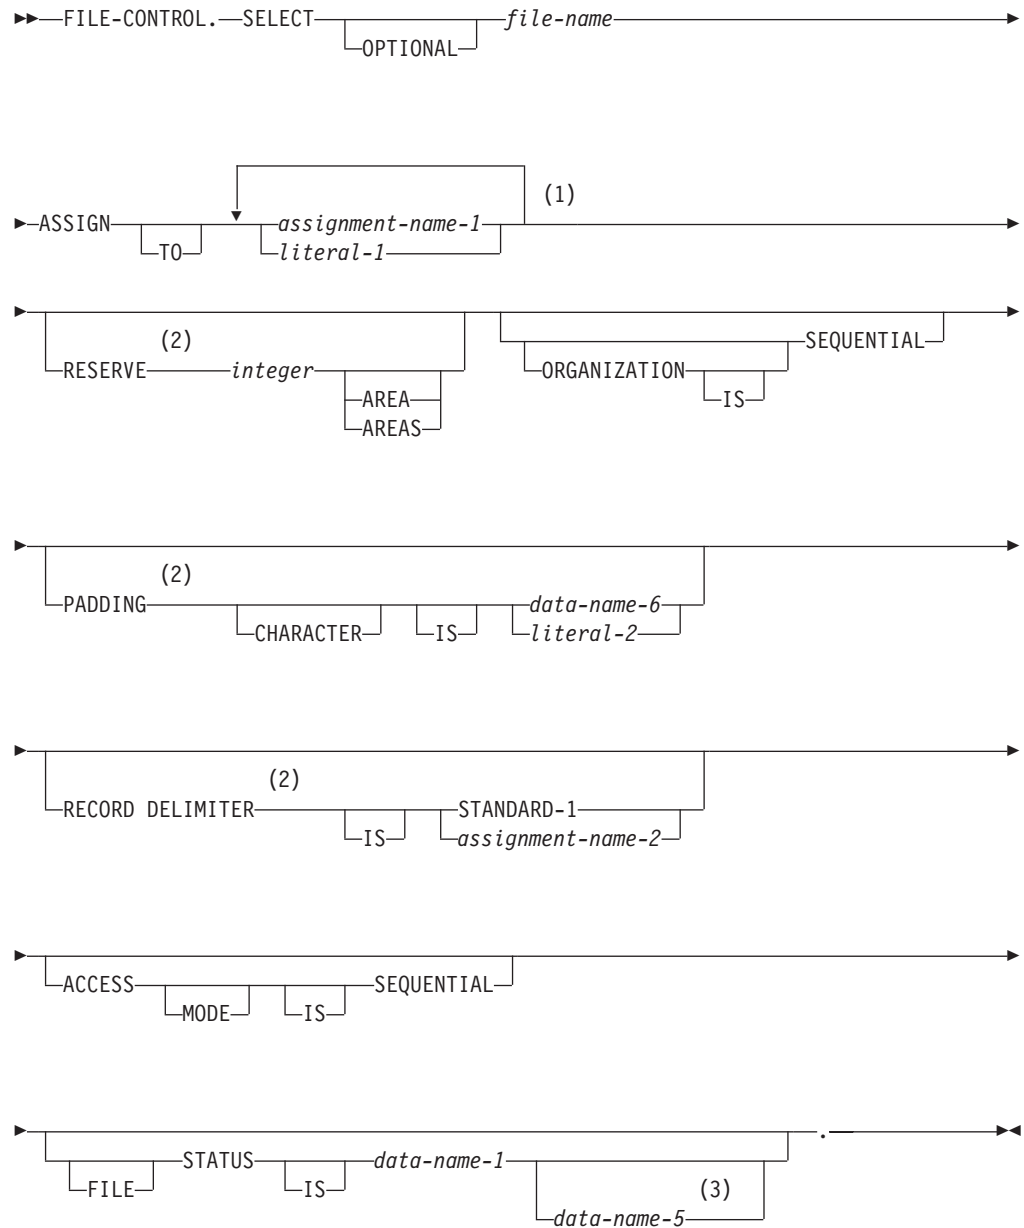 FILE-CONTROL. SELECT file-name
OPTIONAL
(1)
ASSIGN assignment-name-1
TO literal-1
(2) SEQUENTIAL
RESERVE integer ORGANIZATION
AREA IS
AREAS
(2)
PADDING data-name-6
CHARACTER IS literal-2
(2)
RECORD DELIMITER STANDARD-1
IS assignment-name-2
ACCESS SEQUENTIAL
MODE IS
.
STATUS data-name-1
FILE IS (3)
data-name-5